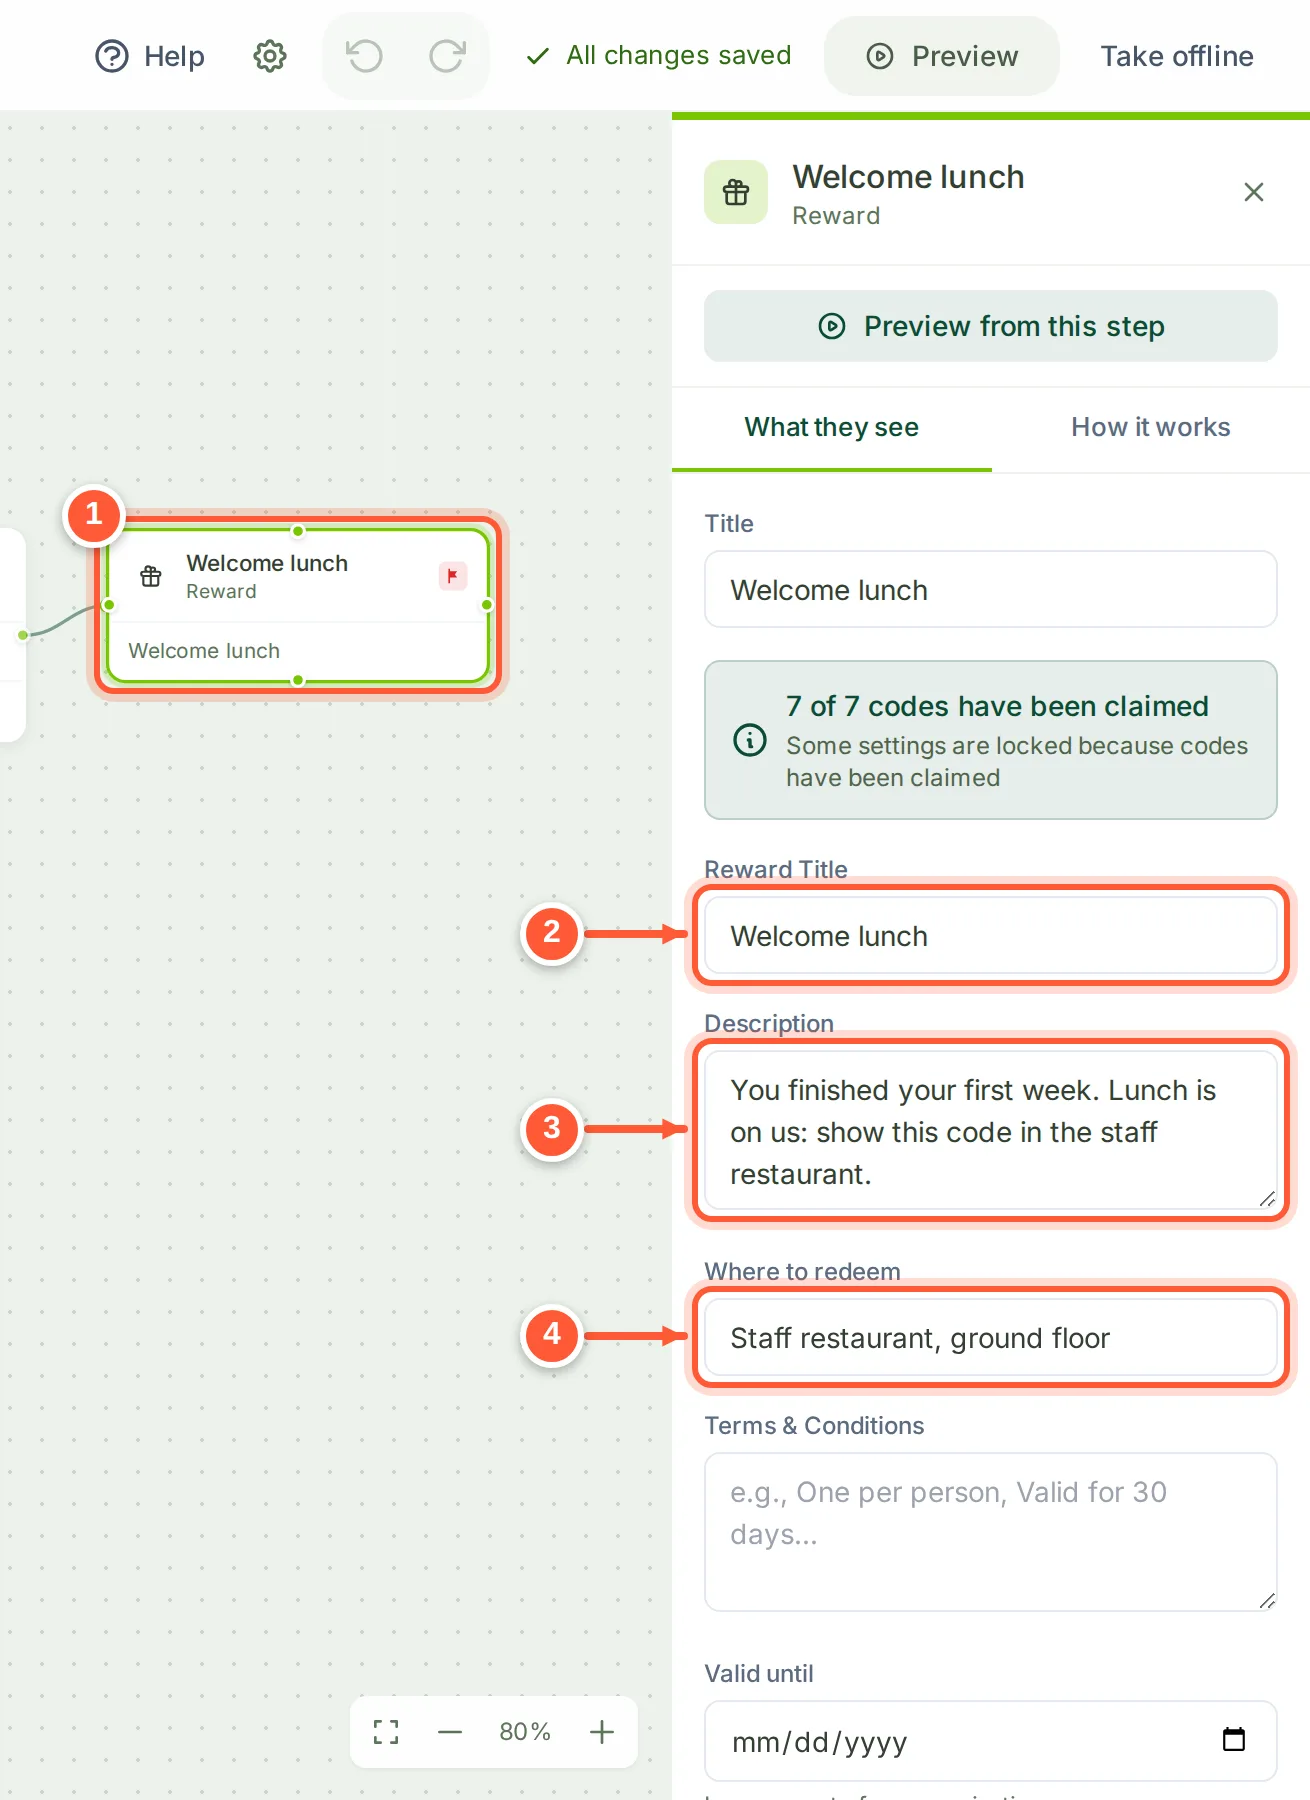 Help
All changes saved
Preview
Take offline
Welcome lunch
Reward
Preview from this step
What they see
How it works
Title
Welcome lunch
7 of 7 codes have been claimed
Some settings are locked because codes
have been claimed
1
Welcome lunch
Reward
Welcome lunch
Reward Title
2
Welcome lunch
Description
3
You finished your first week. Lunch is
on us: show this code in the staff
restaurant.
Where to redeem
4
Staff restaurant, ground floor
Terms & Conditions
e.g., One per person, Valid for 30
days...
Valid until
80%
mm/dd/yyyy